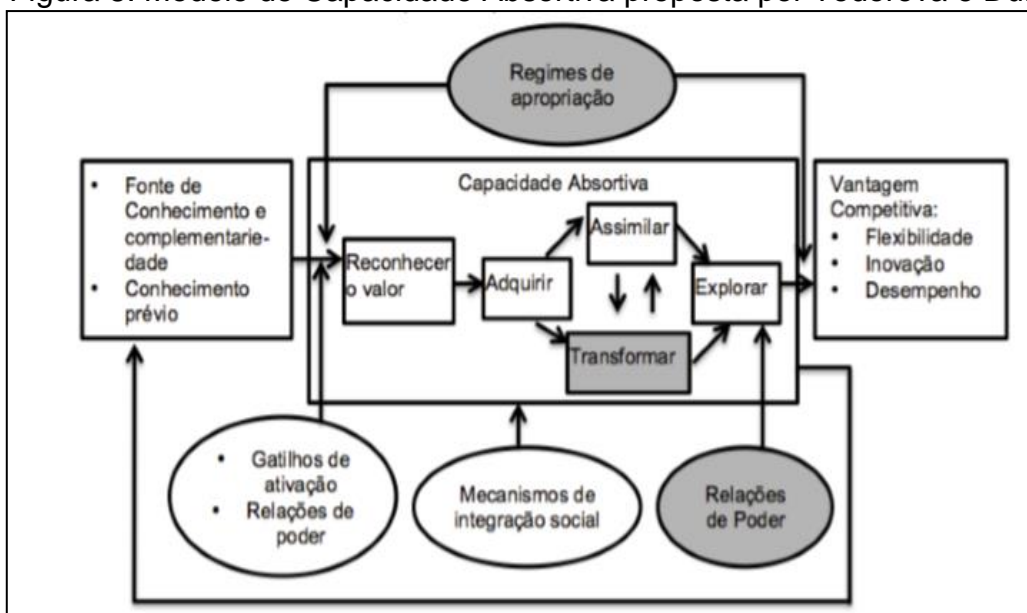 Regimes de
apropriação
• Fonte de
Conhecimento e
complementarie-
dade
• Conhecimento
prévio
Capacidade Absortiva
Reconhecer
o valor
Adquirir
Assimilar
Transformar
Explorar
Vantagem
Competitiva:
• Flexibilidade
• Inovação
• Desempenho
• Gatilhos de
ativação
• Relações de
poder
Mecanismos de
integração social
Relações
de Poder